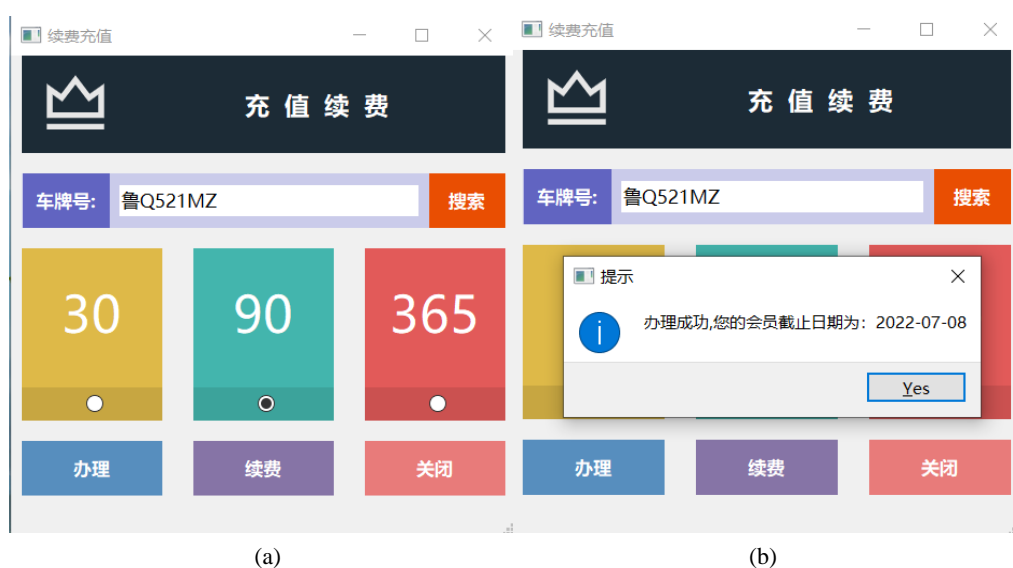 续费充值
充值续费
车牌号: 鲁Q521MZ 搜索
30 90 365
办理 续费 关闭
(a)
续费充值
充值续费
车牌号: 鲁Q521MZ 搜索
提示
办理成功,您的会员截止日期为: 2022-07-08
Yes
办理 续费 关闭
(b)